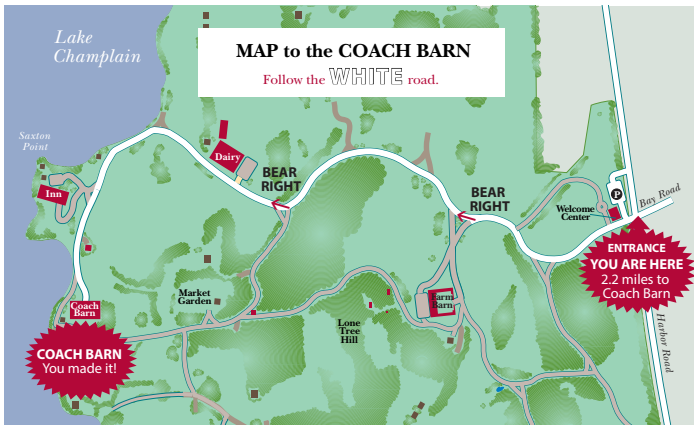 Lake
Champlain
MAP to the COACH BARN
Follow the WHITE road.
Saxton
Point
Inn
Dairy
BEAR
RIGHT
BEAR
RIGHT
P
Bay Road
Welcome
Center
ENTRANCE
YOU ARE HERE
2.2 miles to
Coach Barn
Market
Garden
Farm
Barn
Coach
Barn
Lone
Tree
Hill
COACH BARN
You made it!
Harbor Road